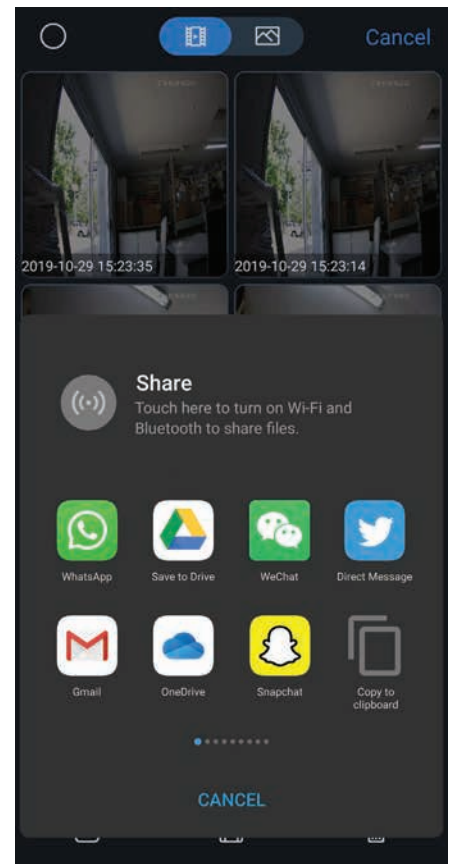 Cancel
2019-10-29 15:23:35
2019-10-29 15:23:14
Share
Touch here to turn on Wi-Fi and
Bluetooth to share files.
WhatsApp
Save to Drive
WeChat
Direct Message
Gmail
OneDrive
Snapchat
Copy to
clipboard
CANCEL